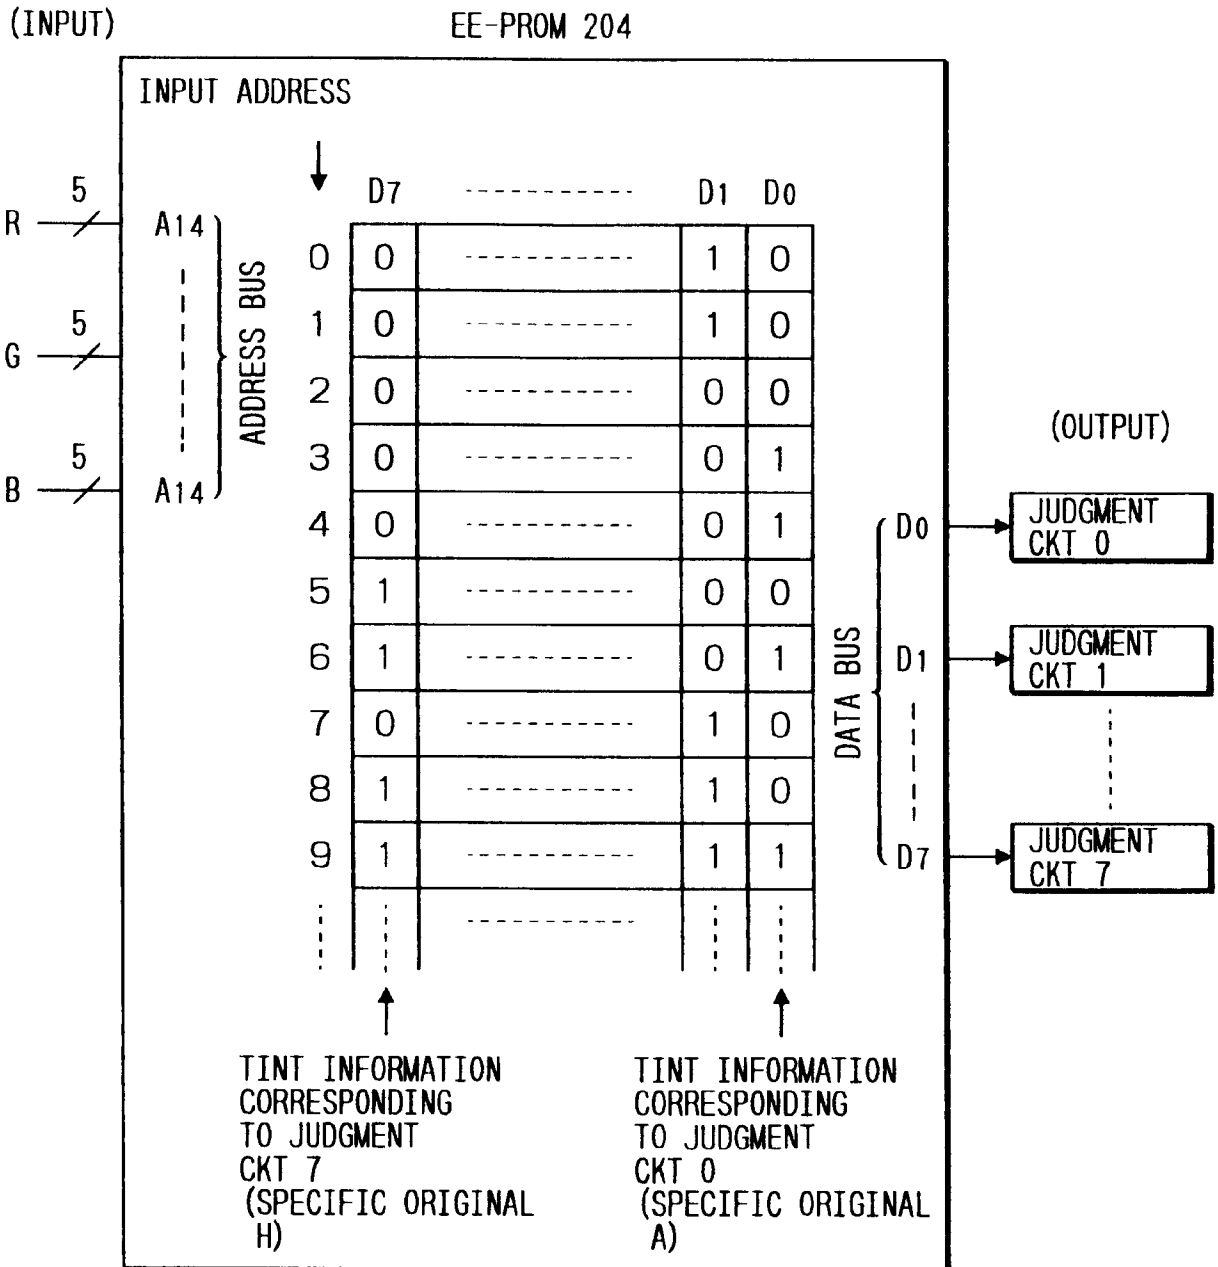 (INPUT)
EE-PROM 204
INPUT ADDRESS
D7 D1 D0
R 5 A14
G 5
B 5 A14
ADDRESS BUS
0 0 1 0
1 0 1 0
2 0 0 0
3 0 0 1
4 0 0 1
5 1 0 0
6 1 0 1
7 0 1 0
8 1 1 0
9 1 1 1
DATA BUS
D0
D1
D7
(OUTPUT)
JUDGMENT
CKT 0
JUDGMENT
CKT 1
JUDGMENT
CKT 7
TINT INFORMATION
CORRESPONDING
TO JUDGMENT
CKT 7
(SPECIFIC ORIGINAL
H)
TINT INFORMATION
CORRESPONDING
TO JUDGMENT
CKT 0
(SPECIFIC ORIGINAL
A)